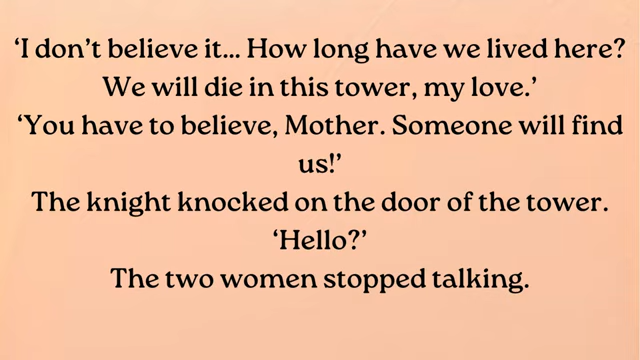 ‘I don’t believe it... How long have we lived here?
We will die in this tower, my love.’
‘You have to believe, Mother. Someone will find
us!’
The knight knocked on the door of the tower.
‘Hello?’
The two women stopped talking.